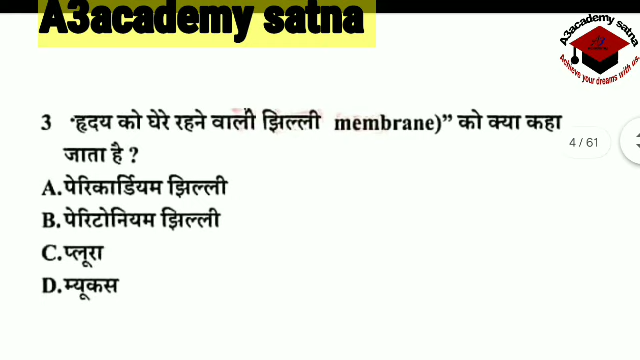 A3academy satna
A3academy satna
Achieve your dreams with us.
3 "हृदय को घेरे रहने वाली झिल्ली membrane)” को क्या कहा
4 / 61
जाता है ?
A.पेरिकार्डियम झिल्ली
B.पेरिटोनियम झिल्ली
C.प्लूरा
D.म्यूकस